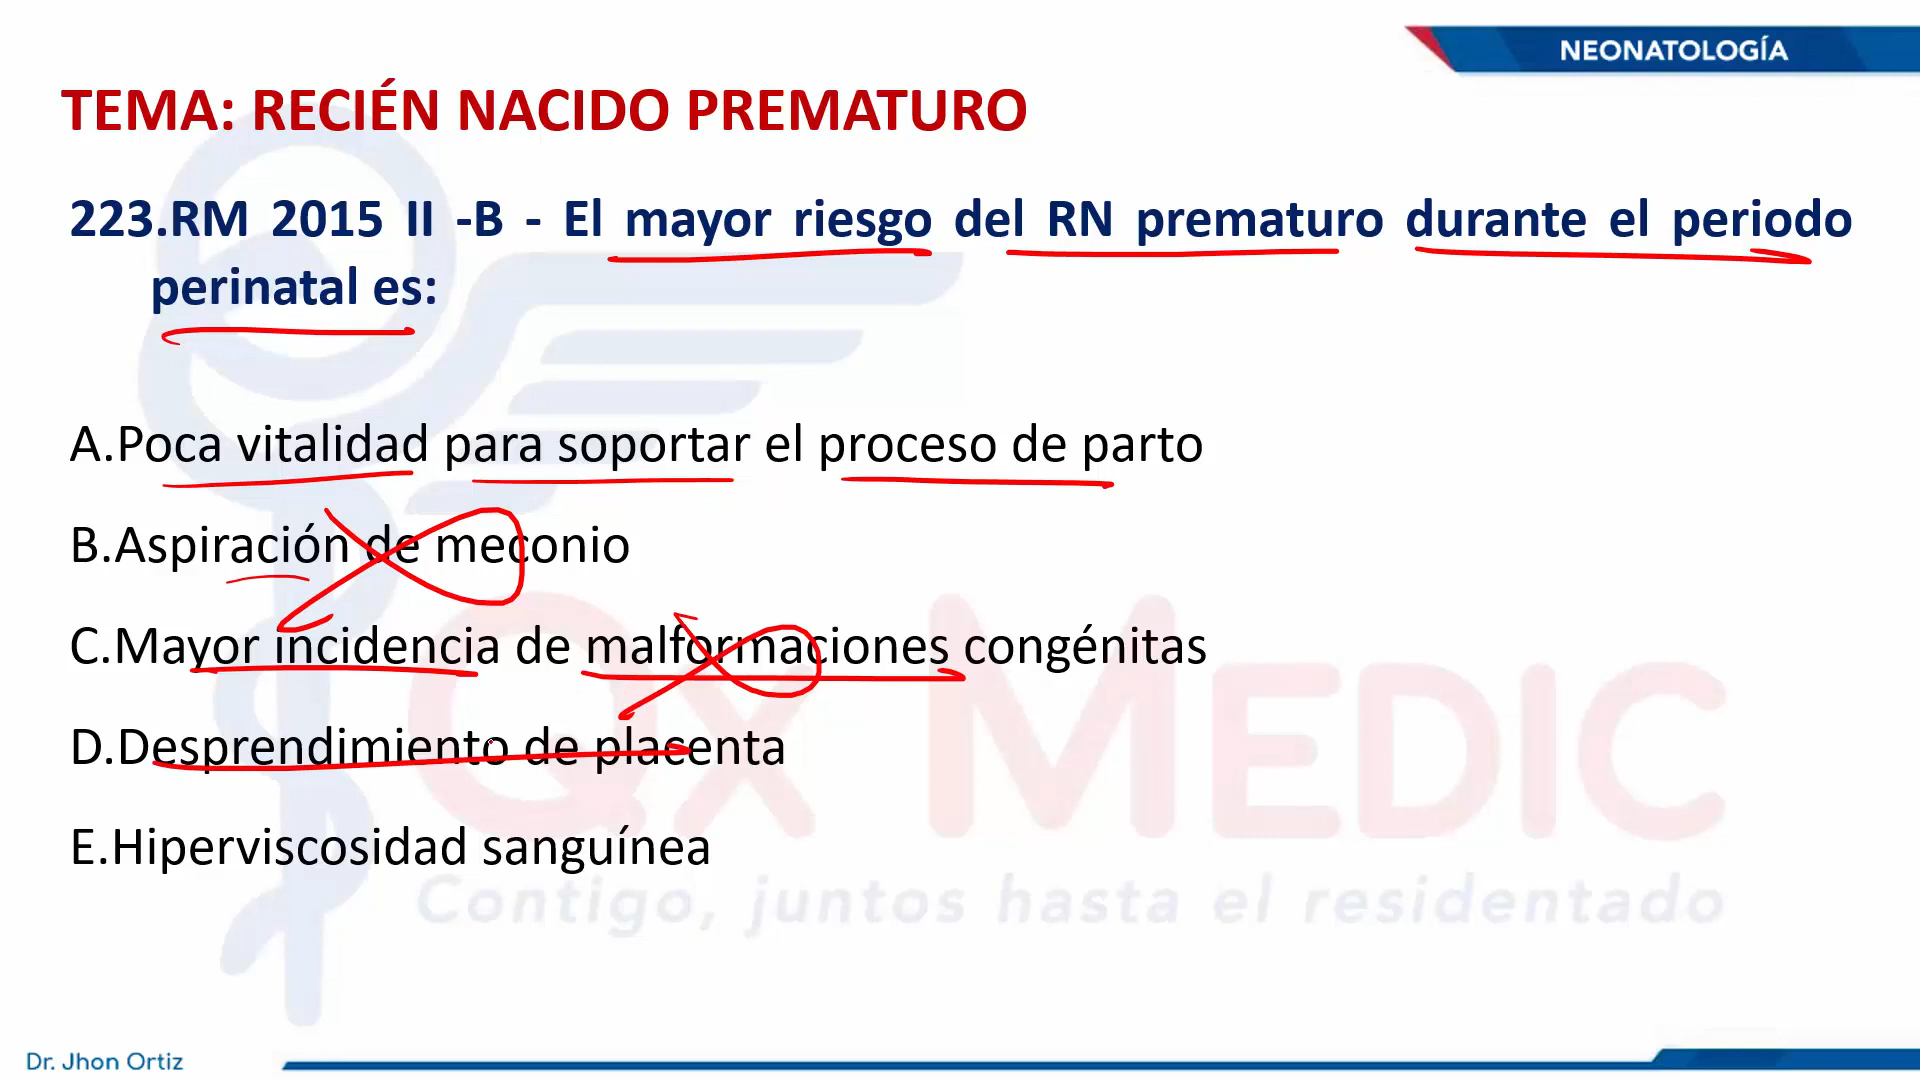 NEONATOLOGÍA
TEMA: RECIÉN NACIDO PREMATURO
223.RM 2015 II -B - El mayor riesgo del RN prematuro durante el periodo
perinatal es:
A.Poca vitalidad para soportar el proceso de parto
B.Aspiración de meconio
C.Mayor incidencia de malformaciones congénitas
D.Desprendimiento de placenta
E.Hiperviscosidad sanguínea
QX MEDIC
Contigo, juntos hasta el residentado
Dr. Jhon Ortiz